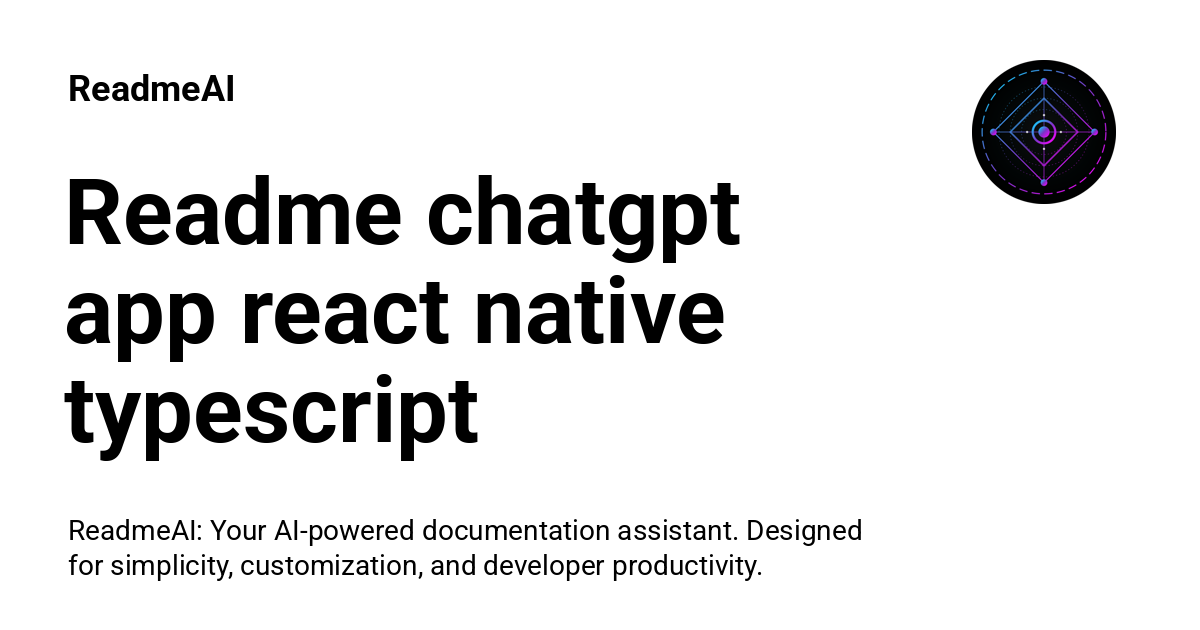 ReadmeAI
Readme chatgpt
app react native
typescript
ReadmeAI: Your AI-powered documentation assistant. Designed
for simplicity, customization, and developer productivity.